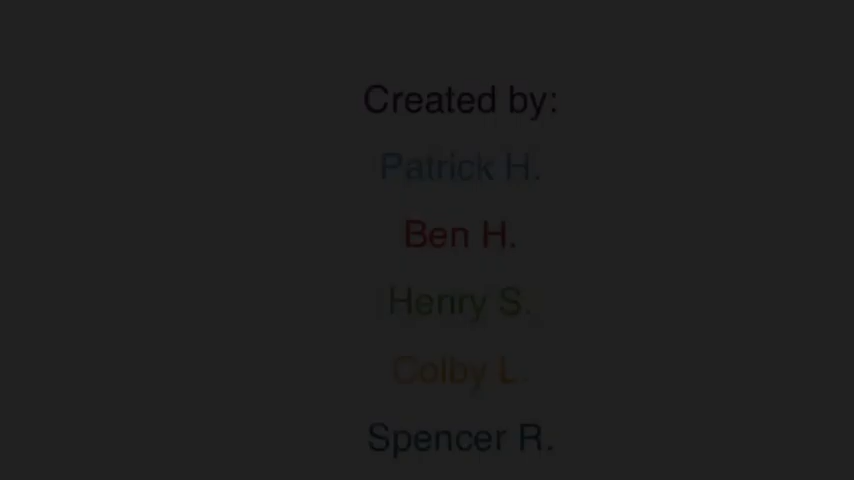 Created by:
Patrick H.
Ben H.
Henry S.
Colby L.
Spencer R.